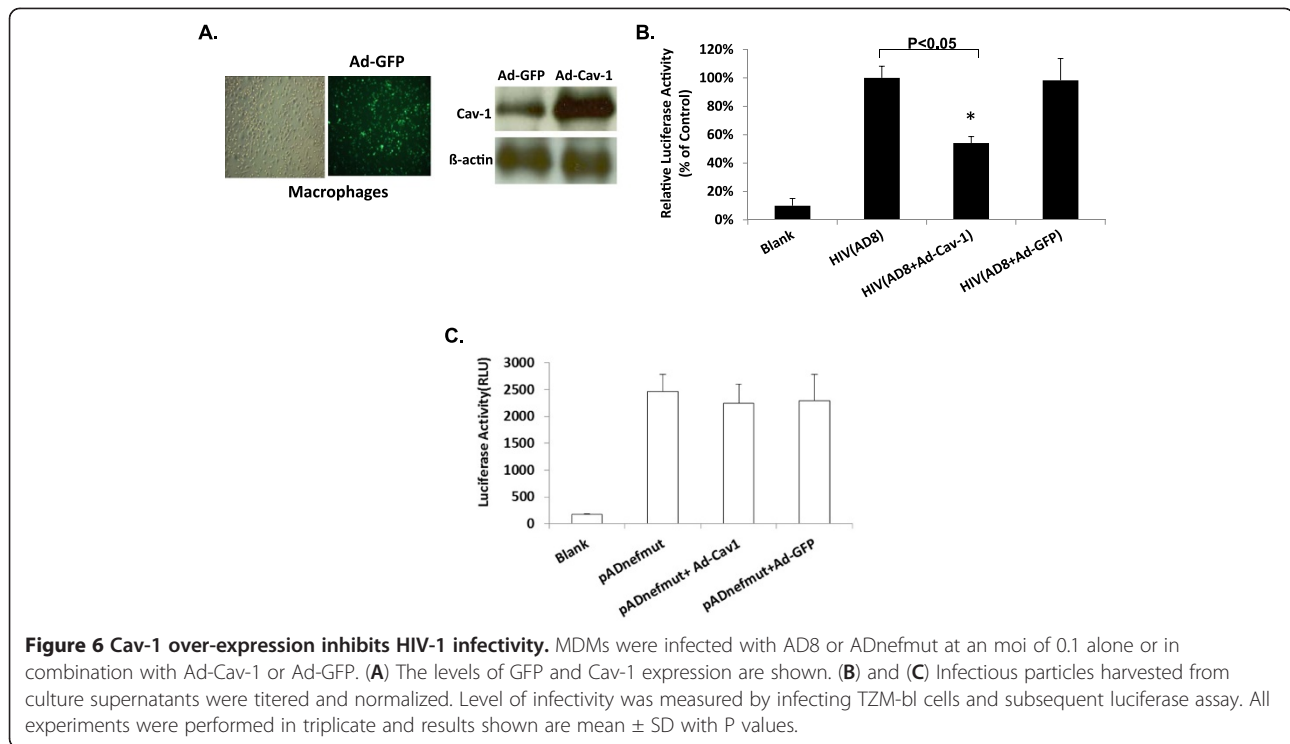 A.
Ad-GFP
Macrophages
Ad-GFP Ad-Cav-1
Cav-1
ß-actin
B.
P<0.05
Relative Luciferase Activity
(% of Control)
120%
100%
80%
60%
40%
20%
0%
*
Blank
HIV(AD8)
HIV(AD8+Ad-Cav-1)
HIV(AD8+Ad-GFP)
C.
Luciferase Activity(RLU)
3000
2500
2000
1500
1000
500
0
Blank
pADnefmut
pADnefmut+ Ad-Cav1
pADnefmut+Ad-GFP
Figure 6 Cav-1 over-expression inhibits HIV-1 infectivity. MDMs were infected with AD8 or ADnefmut at an moi of 0.1 alone or in
combination with Ad-Cav-1 or Ad-GFP. (A) The levels of GFP and Cav-1 expression are shown. (B) and (C) Infectious particles harvested from
culture supernatants were titered and normalized. Level of infectivity was measured by infecting TZM-bl cells and subsequent luciferase assay. All
experiments were performed in triplicate and results shown are mean ± SD with P values.